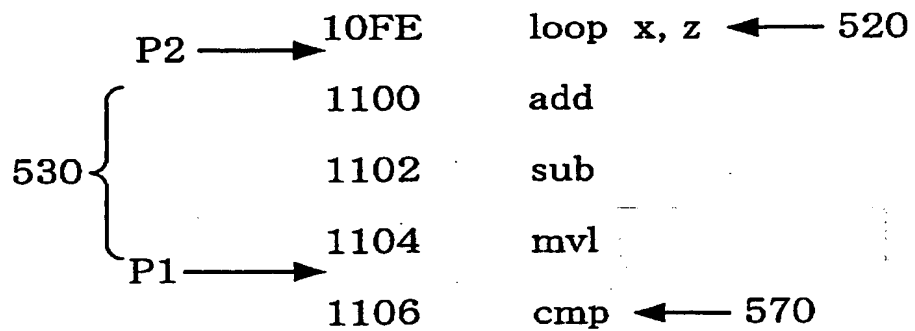 10FE loop x, z 520
P2
1100 add
530 1102 sub
1104 mvl
P1
1106 cmp 570